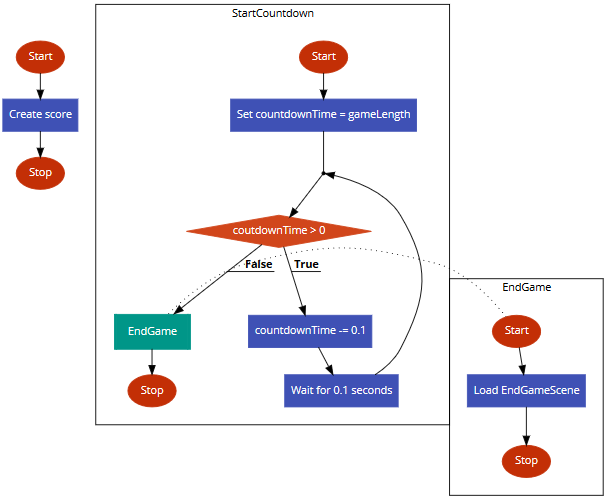 StartCountdown
Start
Create score
Stop
Start
Set countdownTime = gameLength
coutdownTime > 0
False
True
EndGame
countdownTime -= 0.1
Stop
Wait for 0.1 seconds
EndGame
Start
Load EndGameScene
Stop